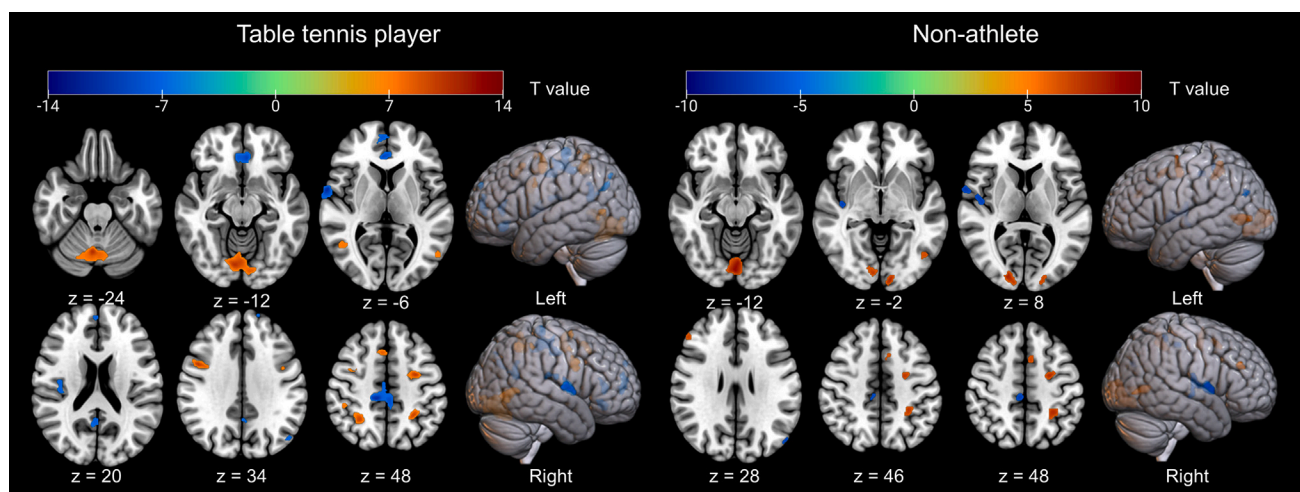 Table tennis player
Non-athlete
-14 -7 0 7 14 T value
-10 -5 0 5 10 T value
z = -24 z = -12 z = -6 Left
z = -12 z = -2 z = 8 Left
z = 20 z = 34 z = 48 Right
z = 28 z = 46 z = 48 Right